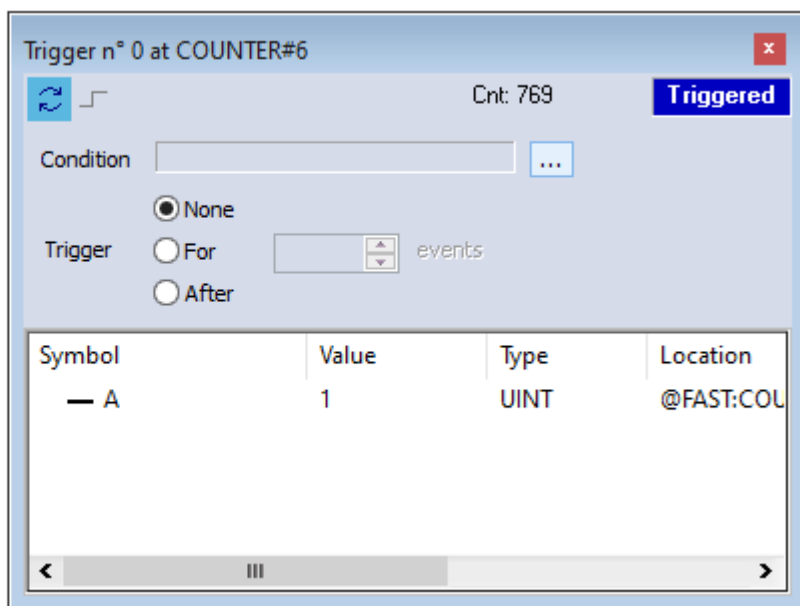 Trigger n° 0 at COUNTER#6
Cnt: 769 Triggered
Condition ...
None
Trigger For events
After
Symbol Value Type Location
A 1 UINT @FAST:COU